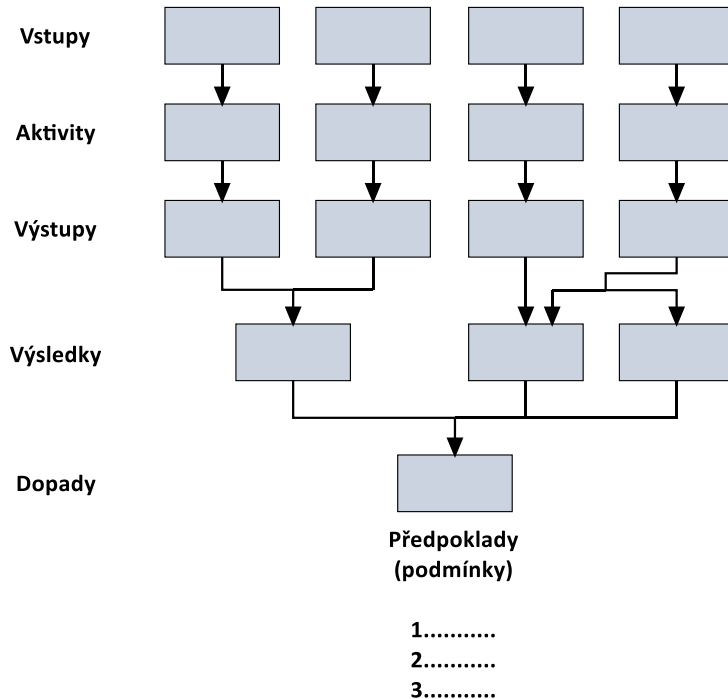 Vstupy
Aktivity
Výstupy
Výsledky
Dopady
Předpoklady
(podmínky)
1...........
2...........
3...........